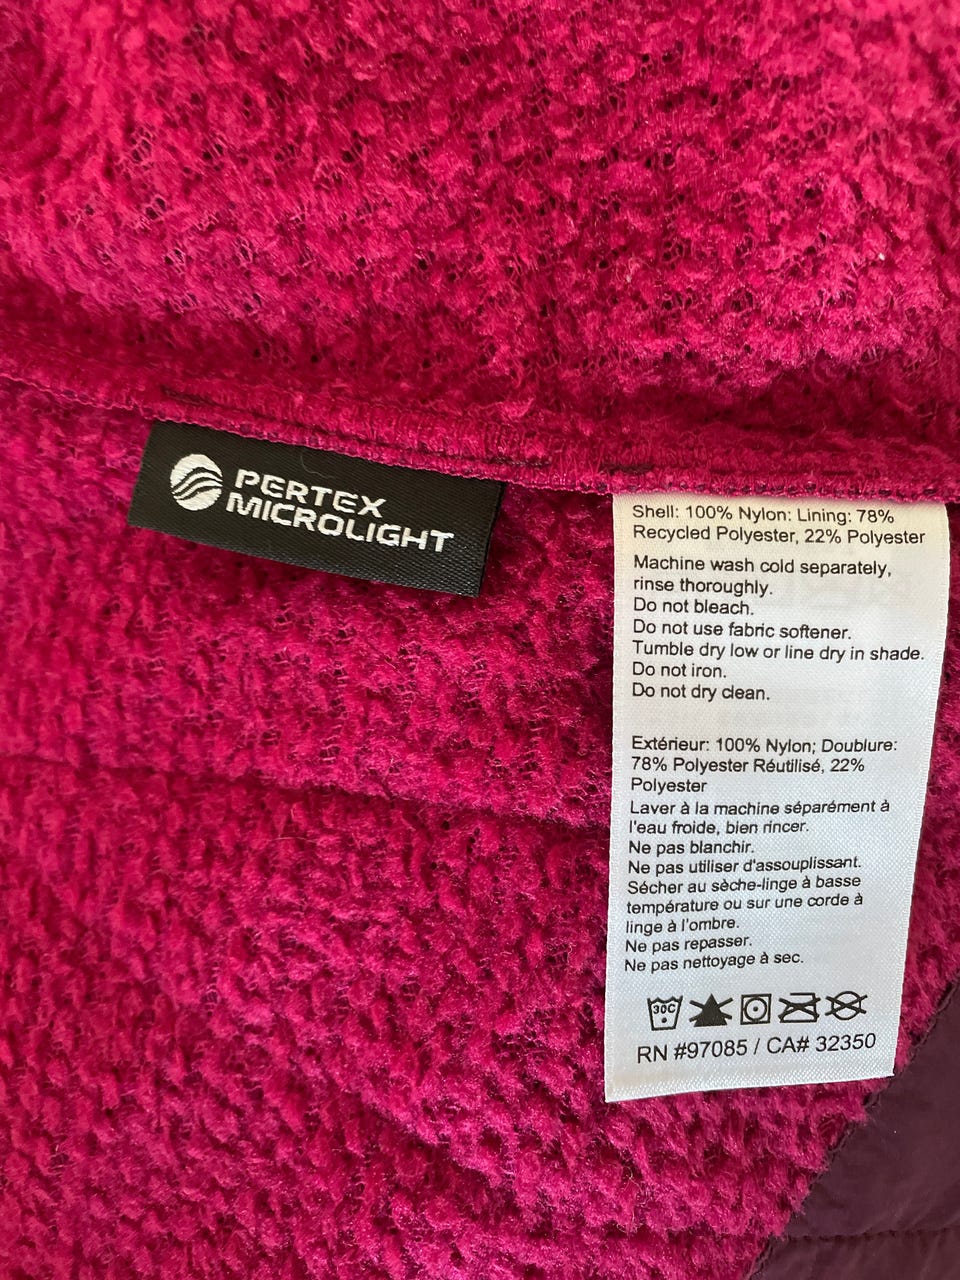 PERTEX
MICROLIGHT
Shell: 100% Nylon: Lining: 78%
Recycled Polyester, 22% Polyester
Machine wash cold separately,
rinse thoroughly.
Do not bleach.
Do not use fabric softener.
Tumble dry low or line dry in shade.
Do not iron.
Do not dry clean.
Extérieur: 100% Nylon; Doublure:
78% Polyester Réutilisé, 22%
Polyester
Laver à la machine séparément à
l'eau froide, bien rincer.
Ne pas blanchir.
Ne pas utiliser d'assouplissant.
Sécher au sèche-linge à basse
température ou sur une corde à
linge à l'ombre.
Ne pas repasser.
Ne pas nettoyage à sec.
30C
RN #97085 / CA# 32350